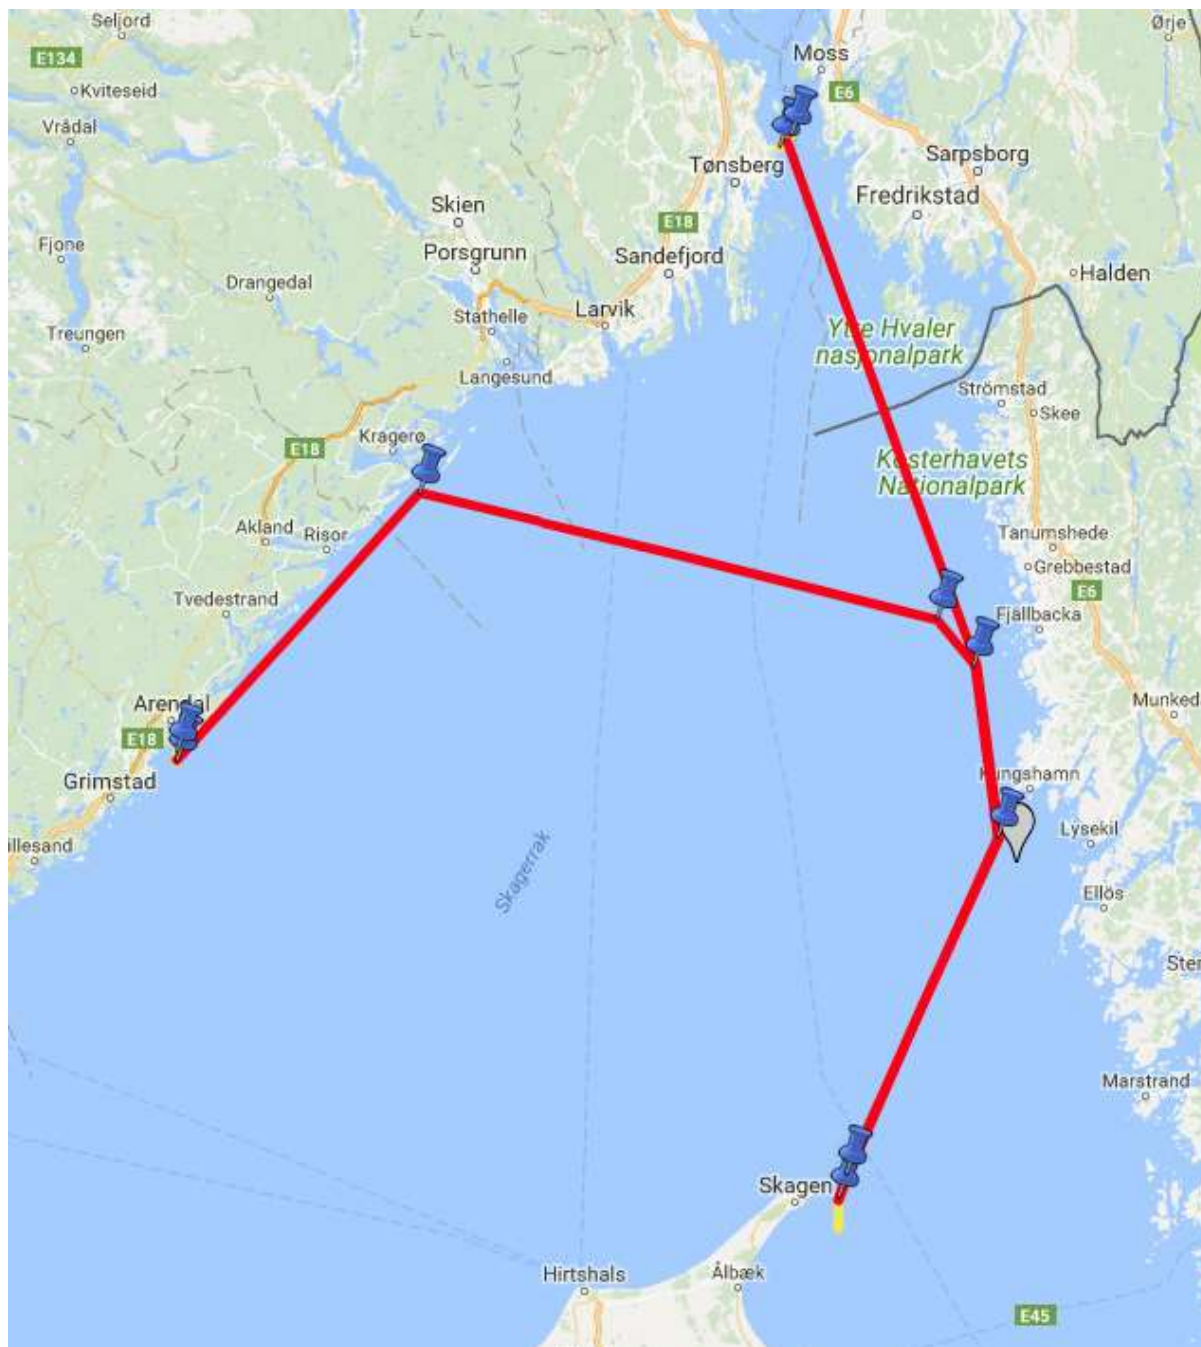 Seljord
Ørje
Moss
E134
Kviteseid
E6
Vrådal
Sarpsborg
Tønsberg
Fredrikstad
Skien
E18
Fjone
Porsgrunn
Sandefjord
Halden
Drangedal
Larvik
Stathelle
Treungen
Ytre Hvaler
nasjonalpark
Langesund
Strömstad
Skee
Kragerø
E18
Kosterhavets
Nationalpark
Akland
Risor
Tanumshede
Grebbestad
E6
Tvedestrand
Fjällbacka
Arendal
Munked
E18
Grimstad
Kungshamn
Lysekil
illesand
Skagerrak
Ellös
Ster
Marstrand
Skagen
Hirtshals
Ålbæk
E45